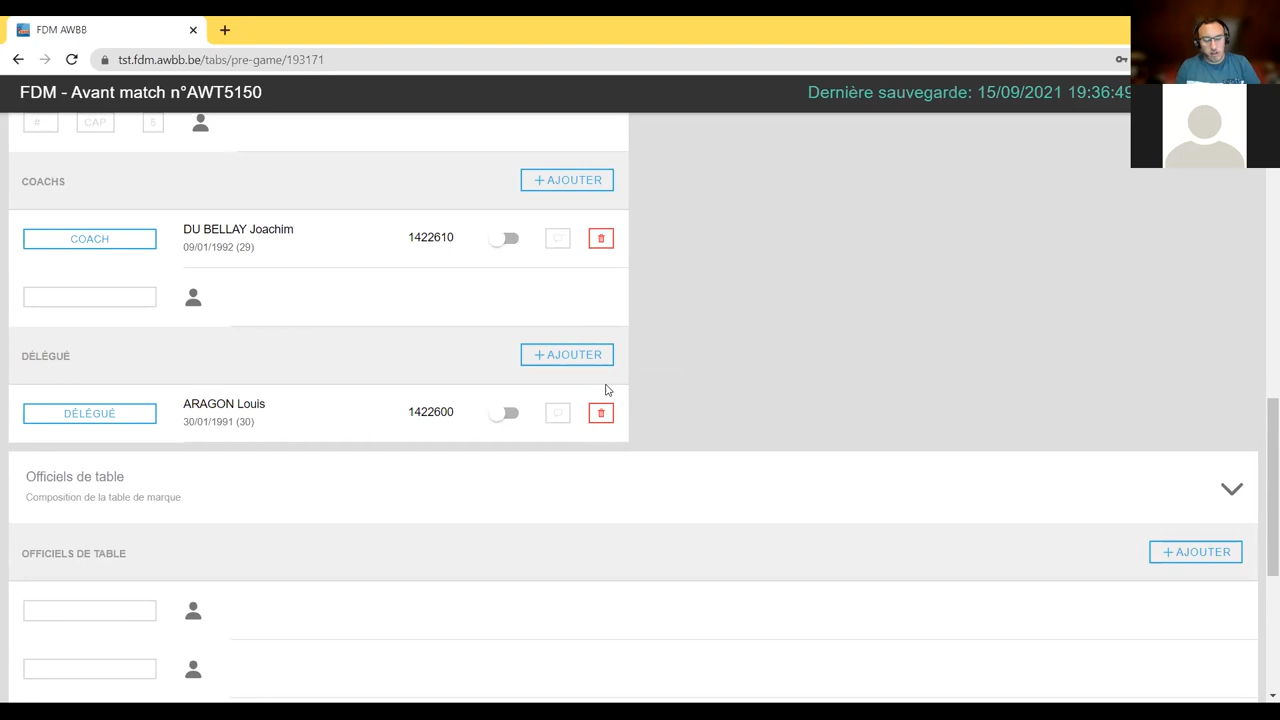 FDM AWBB
tst.fdm.awbb.be/tabs/pre-game/193171
FDM - Avant match n°AWT5150
Dernière sauvegarde: 15/09/2021 19:36:49
# CAP 5
COACHS
+ AJOUTER
COACH
DU BELLAY Joachim
09/01/1992 (29)
1422610
DÉLÉGUÉ
+ AJOUTER
DÉLÉGUÉ
ARAGON Louis
30/01/1991 (30)
1422600
Officiels de table
Composition de la table de marque
OFFICIELS DE TABLE
+ AJOUTER